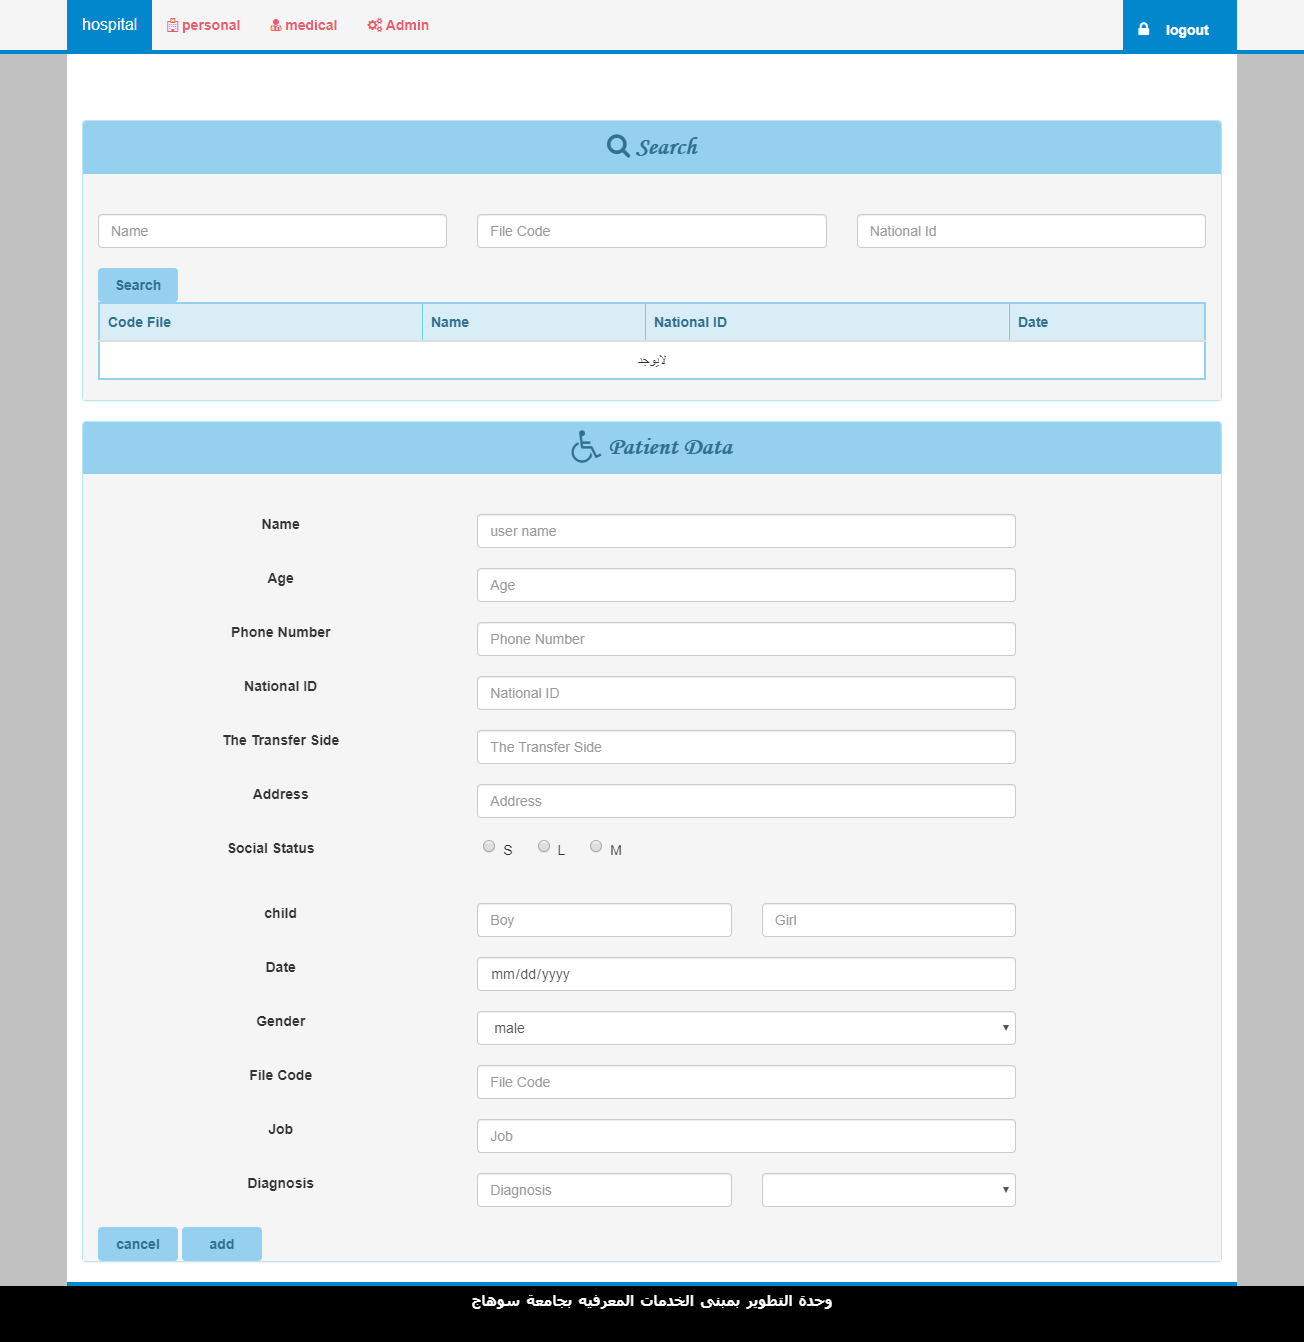 hospital personal medical Admin logout
Search
Name File Code National Id
Search
Code File Name National ID Date
لايوجد
Patient Data
Name user name
Age Age
Phone Number Phone Number
National ID National ID
The Transfer Side The Transfer Side
Address Address
Social Status S L M
child Boy Girl
Date mm/dd/yyyy
Gender male
File Code File Code
Job Job
Diagnosis Diagnosis
cancel add
وحدة التطوير بمبنى الخدمات المعرفيه بجامعة سوهاج